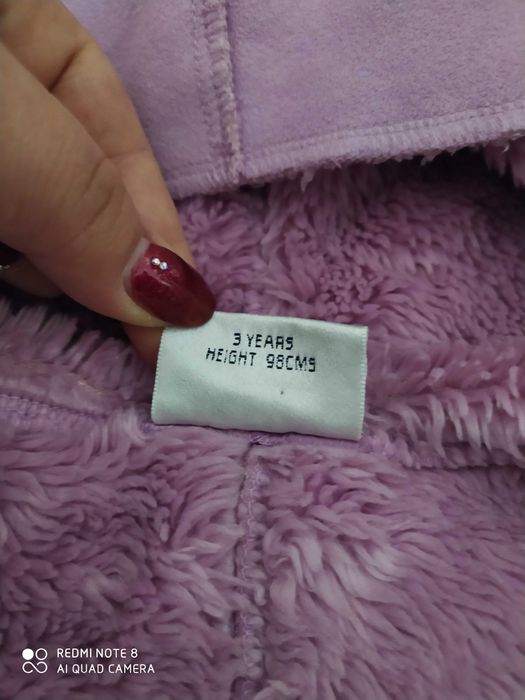 3 YEARS
HEIGHT 98CMS
REDMI NOTE 8
AI QUAD CAMERA